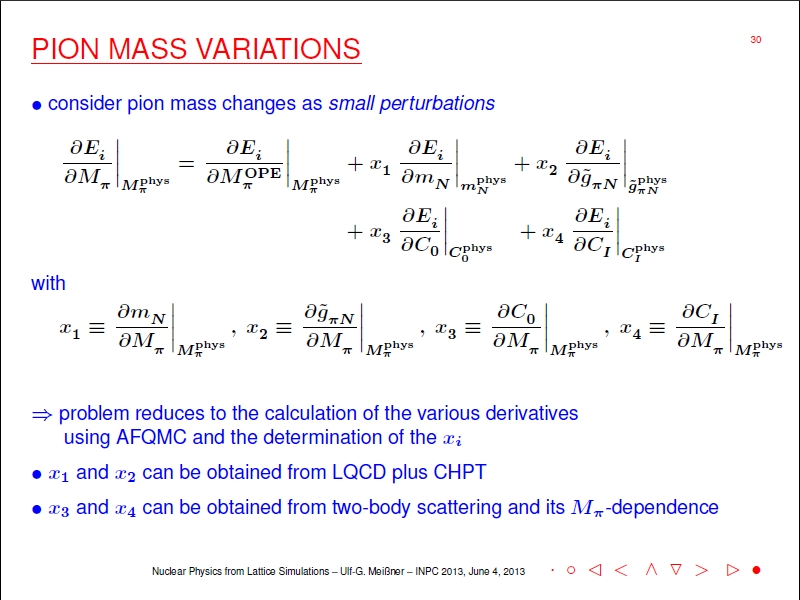 30
PION MASS VARIATIONS
• consider pion mass changes as small perturbations
∂E_i/∂M_π |_{M_π^phys} = ∂E_i/∂M_π^OPE |_{M_π^phys} + x_1 ∂E_i/∂m_N |_{m_N^phys} + x_2 ∂E_i/∂g̃_{πN} |_{g̃_{πN}^phys}
+ x_3 ∂E_i/∂C_0 |_{C_0^phys} + x_4 ∂E_i/∂C_I |_{C_I^phys}
with
x_1 ≡ ∂m_N/∂M_π |_{M_π^phys} , x_2 ≡ ∂g̃_{πN}/∂M_π |_{M_π^phys} , x_3 ≡ ∂C_0/∂M_π |_{M_π^phys} , x_4 ≡ ∂C_I/∂M_π |_{M_π^phys}
⇒ problem reduces to the calculation of the various derivatives
using AFQMC and the determination of the x_i
• x_1 and x_2 can be obtained from LQCD plus CHPT
• x_3 and x_4 can be obtained from two-body scattering and its M_π-dependence
Nuclear Physics from Lattice Simulations – Ulf-G. Meißner – INPC 2013, June 4, 2013 · ○ ◁ < ∧ ▽ > ▷ •